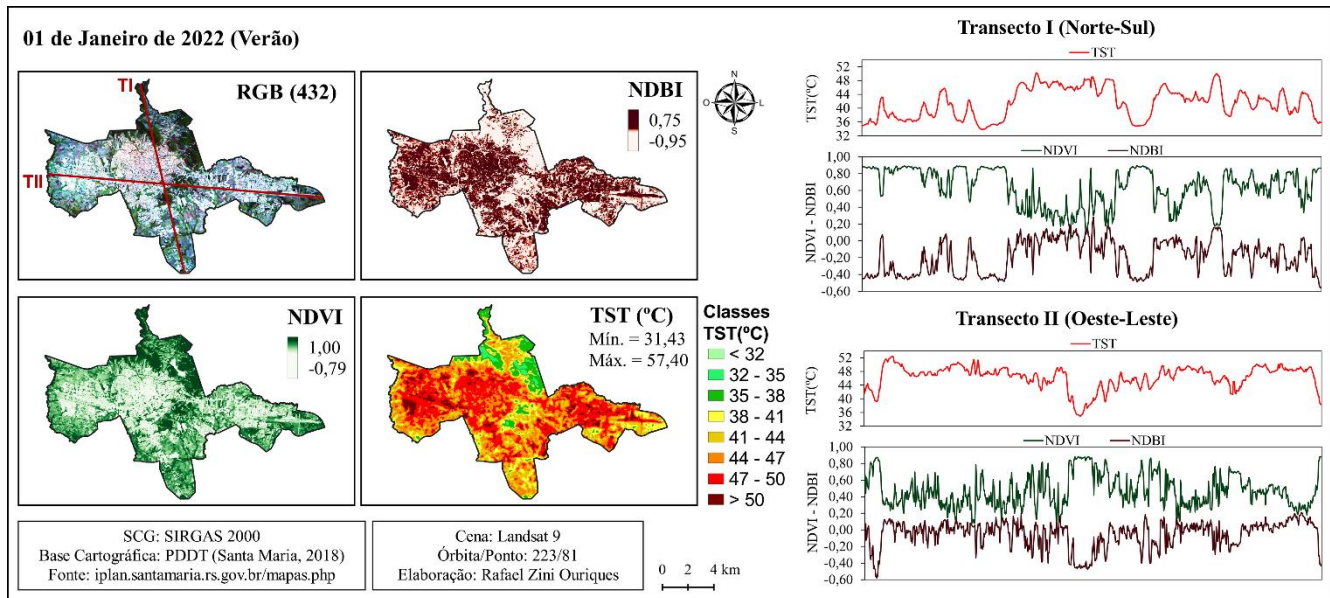 01 de Janeiro de 2022 (Verão)
TI
TII
RGB (432)
NDBI
0,75
-0,95
N
O
L
S
NDVI
1,00
-0,79
TST (ºC)
Mín. = 31,43
Máx. = 57,40
Classes
TST(ºC)
< 32
32 - 35
35 - 38
38 - 41
41 - 44
44 - 47
47 - 50
> 50
SCG: SIRGAS 2000
Base Cartográfica: PDDT (Santa Maria, 2018)
Fonte: iplan.santamaria.rs.gov.br/mapas.php
Cena: Landsat 9
Órbita/Ponto: 223/81
Elaboração: Rafael Zini Ouriques
0 2 4 km
Transecto I (Norte-Sul)
TST
TST(ºC)
52
48
44
40
36
32
NDVI NDBI
NDVI - NDBI
1,00
0,80
0,60
0,40
0,20
0,00
-0,20
-0,40
-0,60
Transecto II (Oeste-Leste)
TST
TST(ºC)
52
48
44
40
36
32
NDVI NDBI
NDVI - NDBI
1,00
0,80
0,60
0,40
0,20
0,00
-0,20
-0,40
-0,60